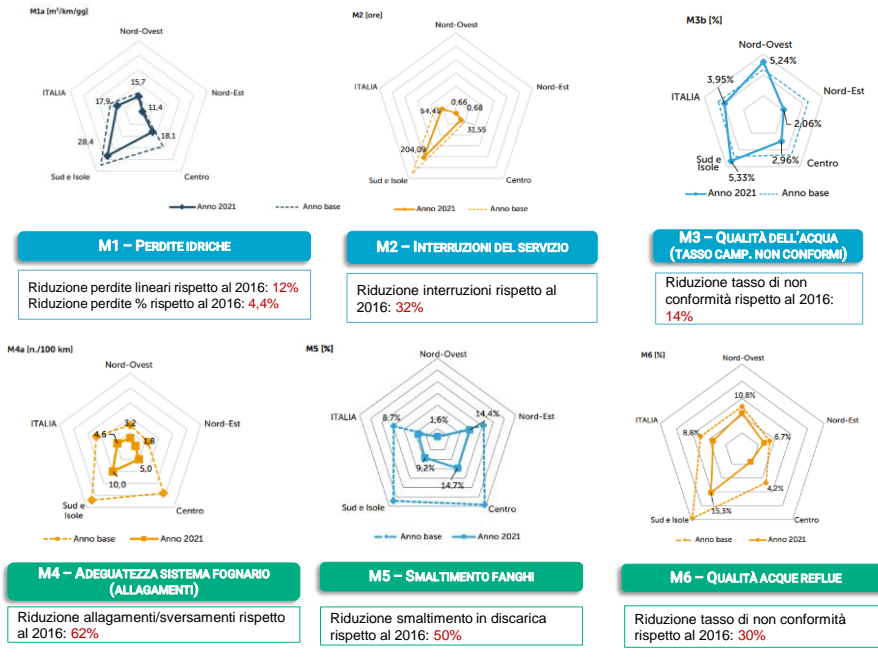 M1a [m³/km/gg]
Nord-Ovest
15,7
ITALIA
17,9
Nord-Est
11,4
28,4
18,1
Sud e Isole
Centro
Anno 2021
Anno base
M1 – PERDITE IDRICHE
Riduzione perdite lineari rispetto al 2016: 12%
Riduzione perdite % rispetto al 2016: 4,4%
M2 [ore]
Nord-Ovest
ITALIA
Nord-Est
54,45
0,66
0,68
31,55
204,09
Sud e Isole
Centro
Anno 2021
Anno base
M2 – INTERRUZIONI DEL SERVIZIO
Riduzione interruzioni rispetto al
2016: 32%
M3b [%]
Nord-Ovest
5,24%
3,95%
ITALIA
Nord-Est
2,06%
Sud e
Isole
2,96%
Centro
5,33%
Anno 2021
Anno base
M3 – QUALITÀ DELL'ACQUA
(TASSO CAMP. NON CONFORMI)
Riduzione tasso di non
conformità rispetto al 2016:
14%
M4a [n./100 km]
Nord-Ovest
3,2
ITALIA
Nord-Est
4,6
1,8
5,0
10,0
Sud e
Isole
Centro
Anno base
Anno 2021
M4 – ADEGUATEZZA SISTEMA FOGNARIO
(ALLAGAMENTI)
Riduzione allagamenti/sversamenti rispetto
al 2016: 62%
M5 [%]
Nord-Ovest
ITALIA
8,7%
1,6%
14,4%
Nord-Est
9,2%
14,7%
Sud e
Isole
Centro
Anno base
Anno 2021
M5 – SMALTIMENTO FANGHI
Riduzione smaltimento in discarica
rispetto al 2016: 50%
M6 [%]
Nord-Ovest
10,8%
ITALIA
Nord-Est
8,8%
6,7%
4,2%
15,3%
Sud e Isole
Centro
Anno base
Anno 2021
M6 – QUALITÀ ACQUE REFLUE
Riduzione tasso di non conformità
rispetto al 2016: 30%